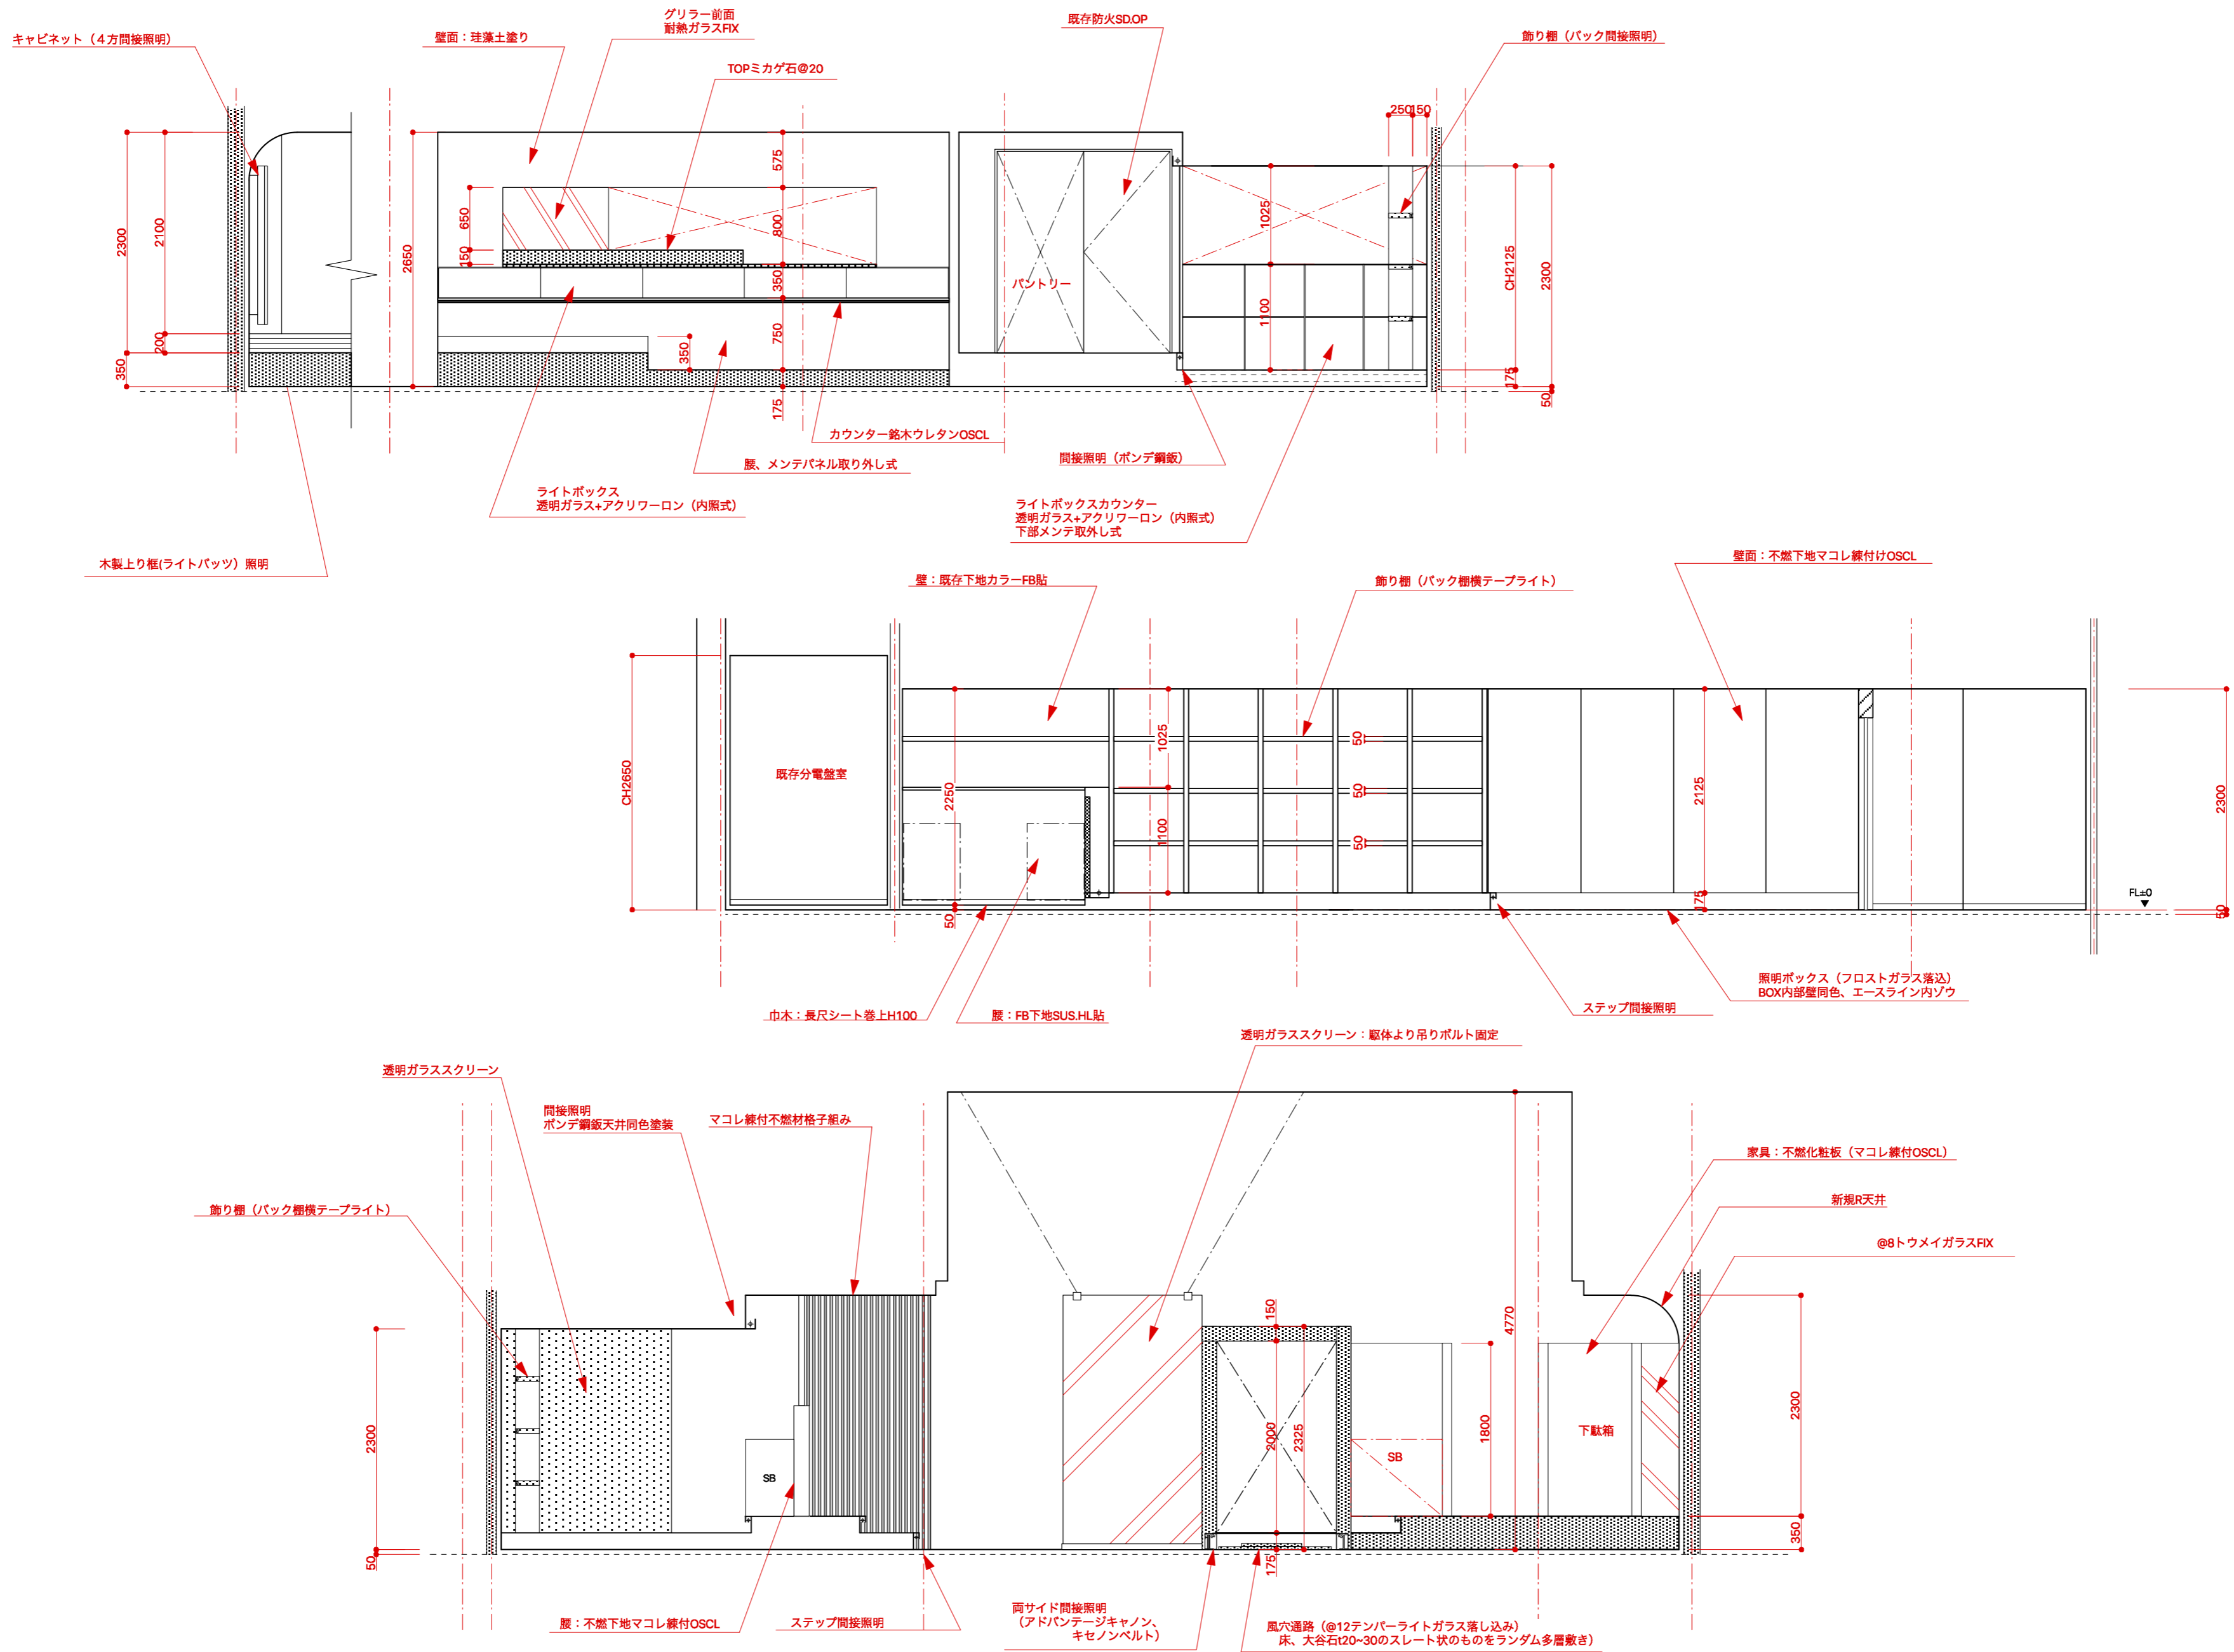 グリラー前面
耐熱ガラスFIX
既存防火SD.OP
キャビネット（４方間接照明）
壁面：珪藻土塗り
飾り棚（バック間接照明）
TOPミカゲ石@20
250
150
575
650
800
1025
2300
2100
2650
150
350
パントリー
CH2125
2300
1100
750
350
200
350
175
175
50
カウンター銘木ウレタンOSCL
腰、メンテパネル取り外し式
間接照明（ボンデ鋼鈑）
ライトボックス
透明ガラス+アクリワーロン（内照式）
ライトボックスカウンター
透明ガラス+アクリワーロン（内照式）
下部メンテ取外し式
木製上り框(ライトパッツ）照明
壁面：不燃下地マコレ練付けOSCL
壁：既存下地カラーFB貼
飾り棚（バック棚横テープライト）
既存分電盤室
CH2650
2250
1025
1100
50
50
50
2125
175
2300
FL±0
50
50
照明ボックス（フロストガラス落込）
BOX内部壁同色、エースライン内ゾウ
ステップ間接照明
巾木：長尺シート巻上H100
腰：FB下地SUS.HL貼
透明ガラススクリーン：駆体より吊りボルト固定
透明ガラススクリーン
間接照明
ボンデ鋼鈑天井同色塗装
マコレ練付不燃材格子組み
家具：不燃化粧板（マコレ練付OSCL）
新規R天井
飾り棚（バック棚横テープライト）
@8トウメイガラスFIX
150
4770
2300
2000
2325
1800
2300
下駄箱
SB
SB
350
50
175
腰：不燃下地マコレ練付OSCL
ステップ間接照明
両サイド間接照明
（アドバンテージキャノン、
キセノンベルト）
風穴通路（@12テンパーライトガラス落し込み）
床、大谷石t20~30のスレート状のものをランダム多層敷き）